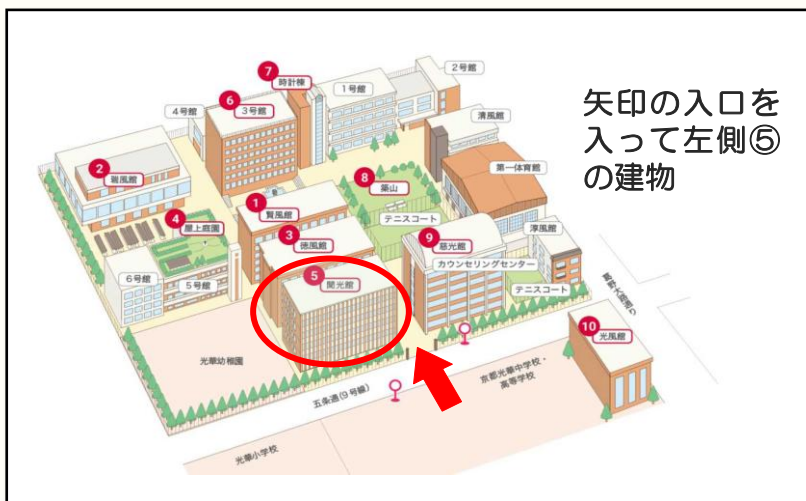 矢印の入口を
入って左側⑤
の建物
7
時計棟
1号館
2号館
6
3号館
4号館
清風館
2
第一体育館
8
築山
1
賢風館
テニスコート
4
屋上庭園
3
徳風館
9
慈光館
淳風館
カウンセリングセンター
6号館
5号館
5
聞光館
テニスコート
10
光風館
光華幼稚園
京都光華中学校・
高等学校
五条通(9号線)
光華小学校